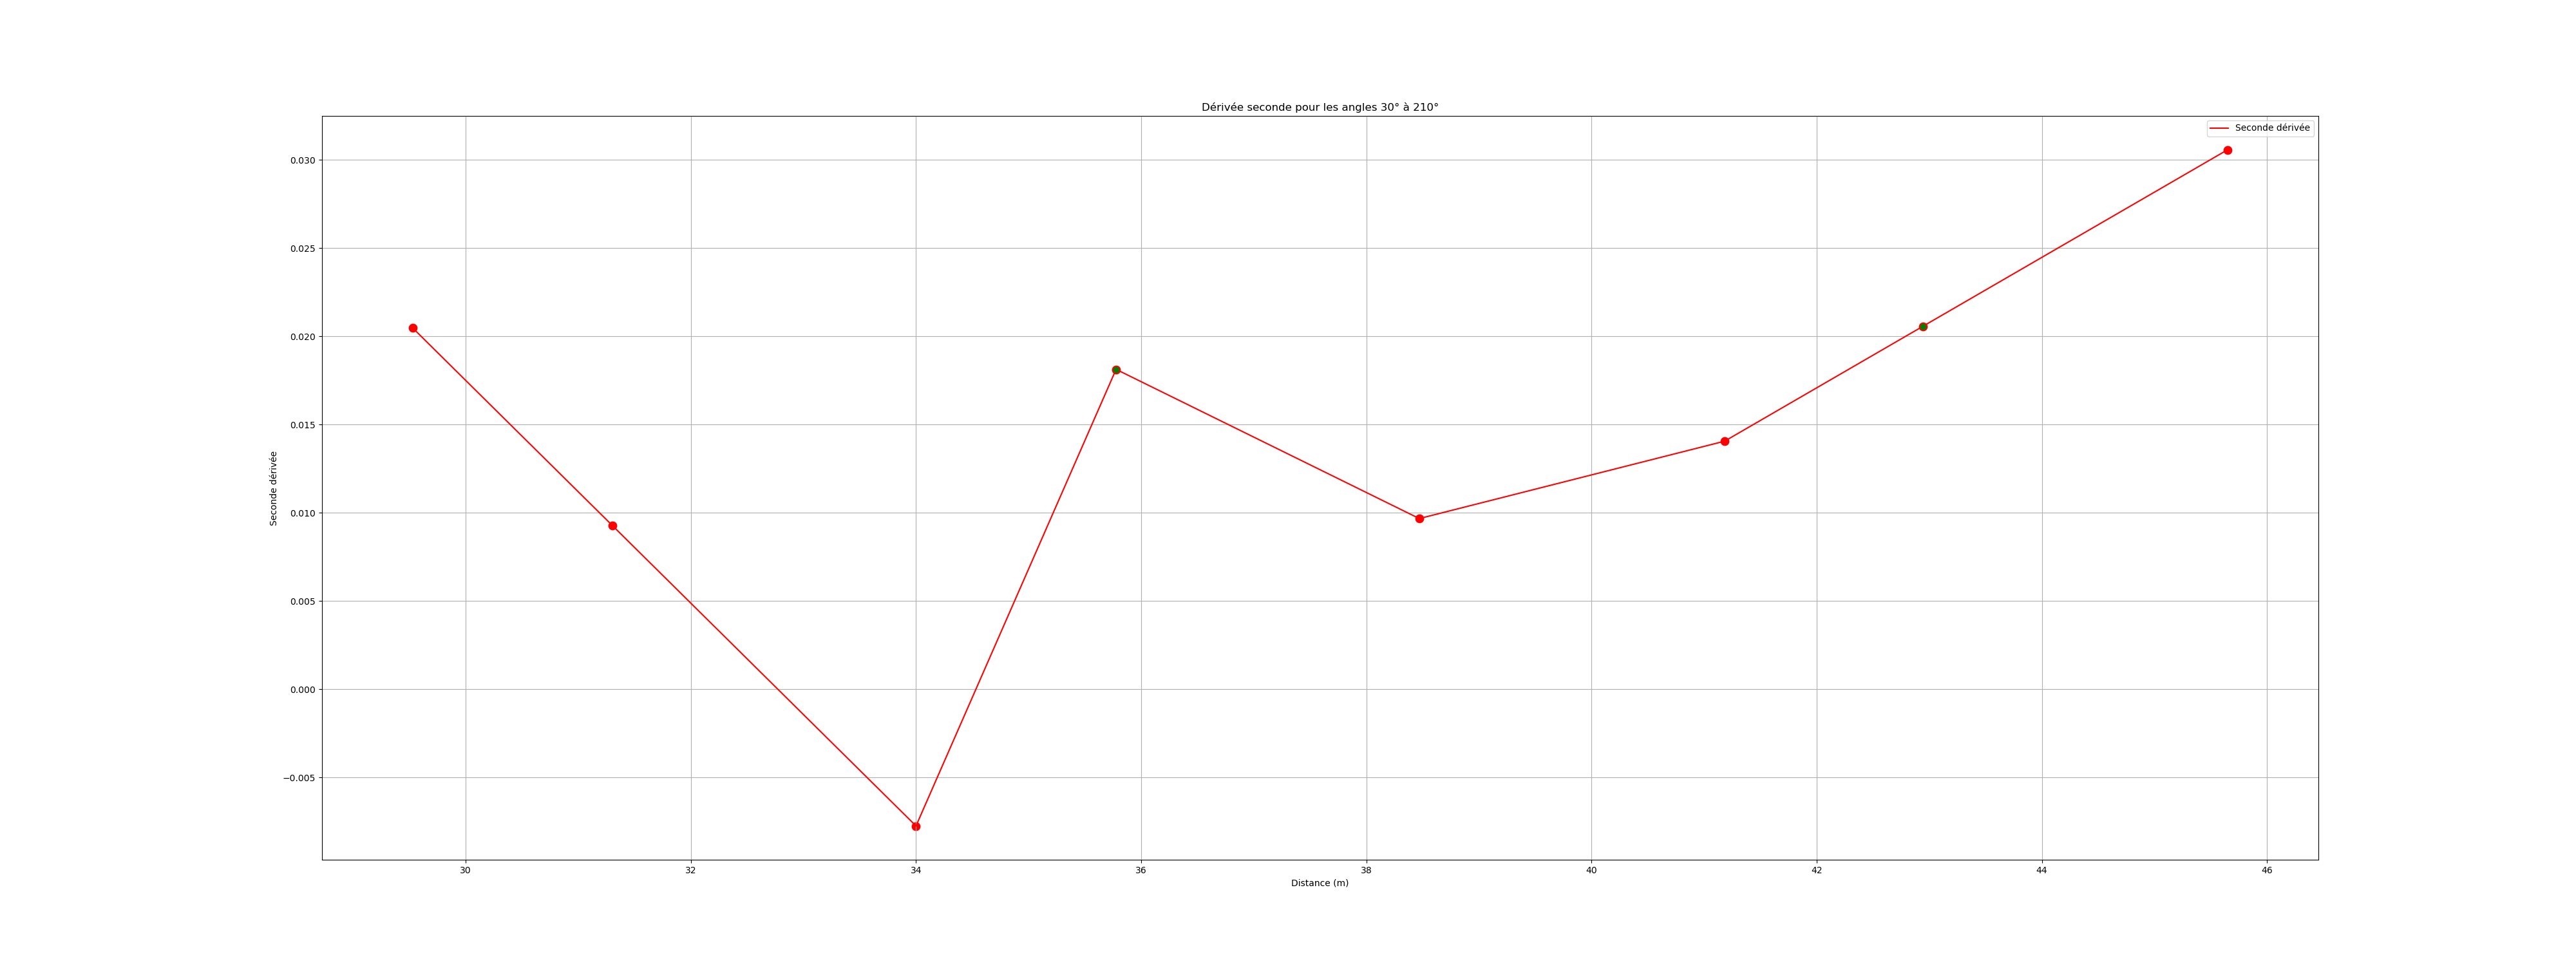 Dérivée seconde pour les angles 30° à 210°
Seconde dérivée
0.030
0.025
0.020
0.015
0.010
0.005
0.000
−0.005
Seconde dérivée
30 32 34 36 38 40 42 44 46
Distance (m)